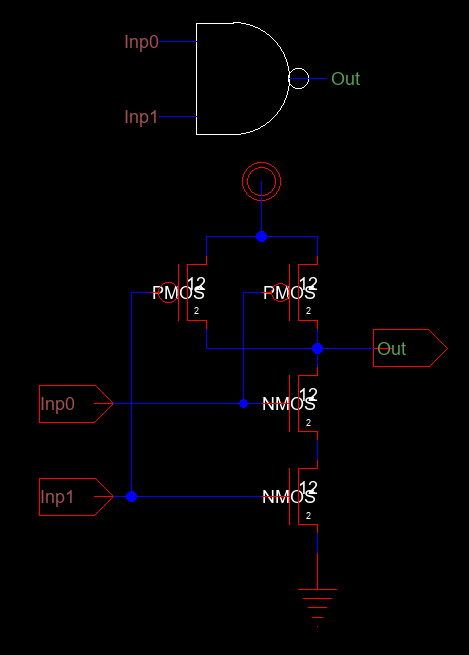 Inp0
Out
Inp1
12 12
PMOS PMOS
2 2
Out
12
Inp0 NMOS
2
12
Inp1 NMOS
2